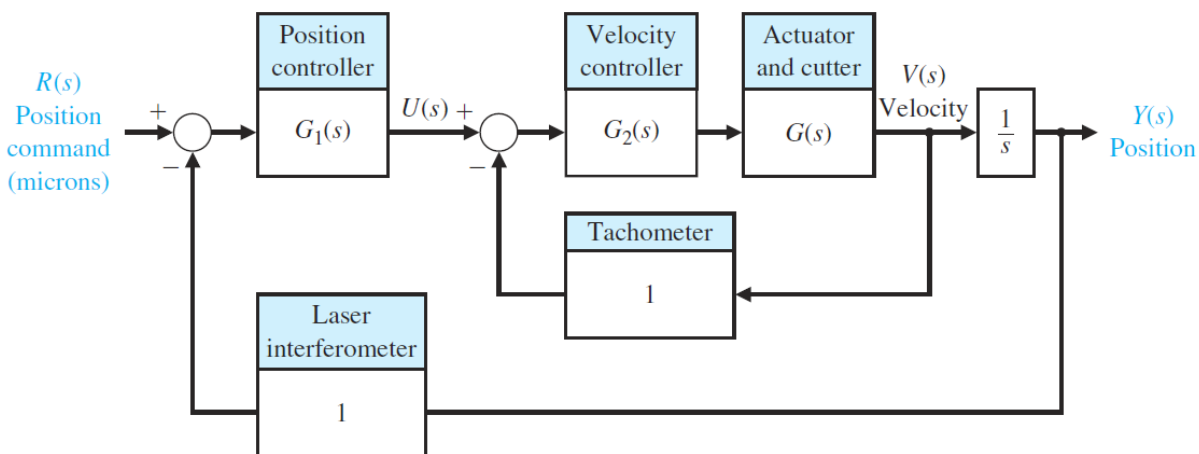 R(s)
Position
command
(microns)
+
−
Position
controller
G₁(s)
U(s) +
−
Velocity
controller
G₂(s)
Actuator
and cutter
G(s)
V(s)
Velocity
1
s
Y(s)
Position
Tachometer
1
Laser
interferometer
1